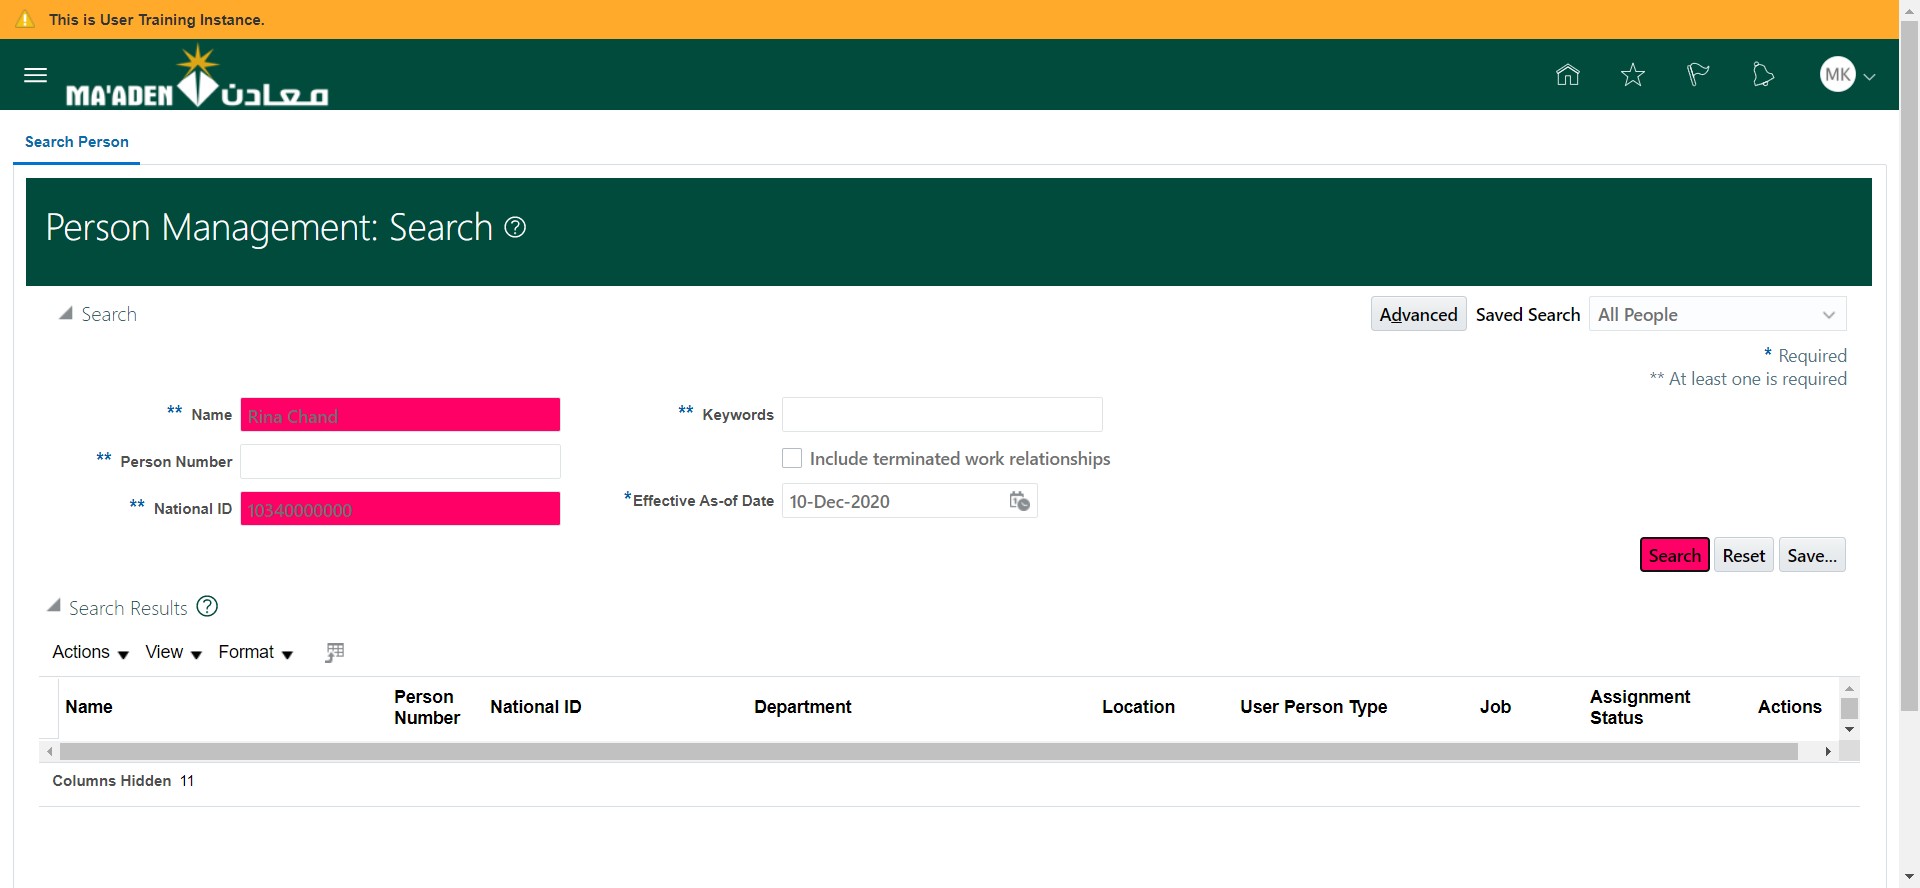 This is User Training Instance.
MA'ADEN معادن
MK
Search Person
Person Management: Search ?
Search
Advanced Saved Search All People
* Required
** At least one is required
** Name Rina Chand
** Keywords
** Person Number
Include terminated work relationships
** National ID 10340000000
*Effective As-of Date 10-Dec-2020
Search Reset Save...
Search Results ?
Actions View Format
Name Person Number National ID Department Location User Person Type Job Assignment Status Actions
Columns Hidden 11